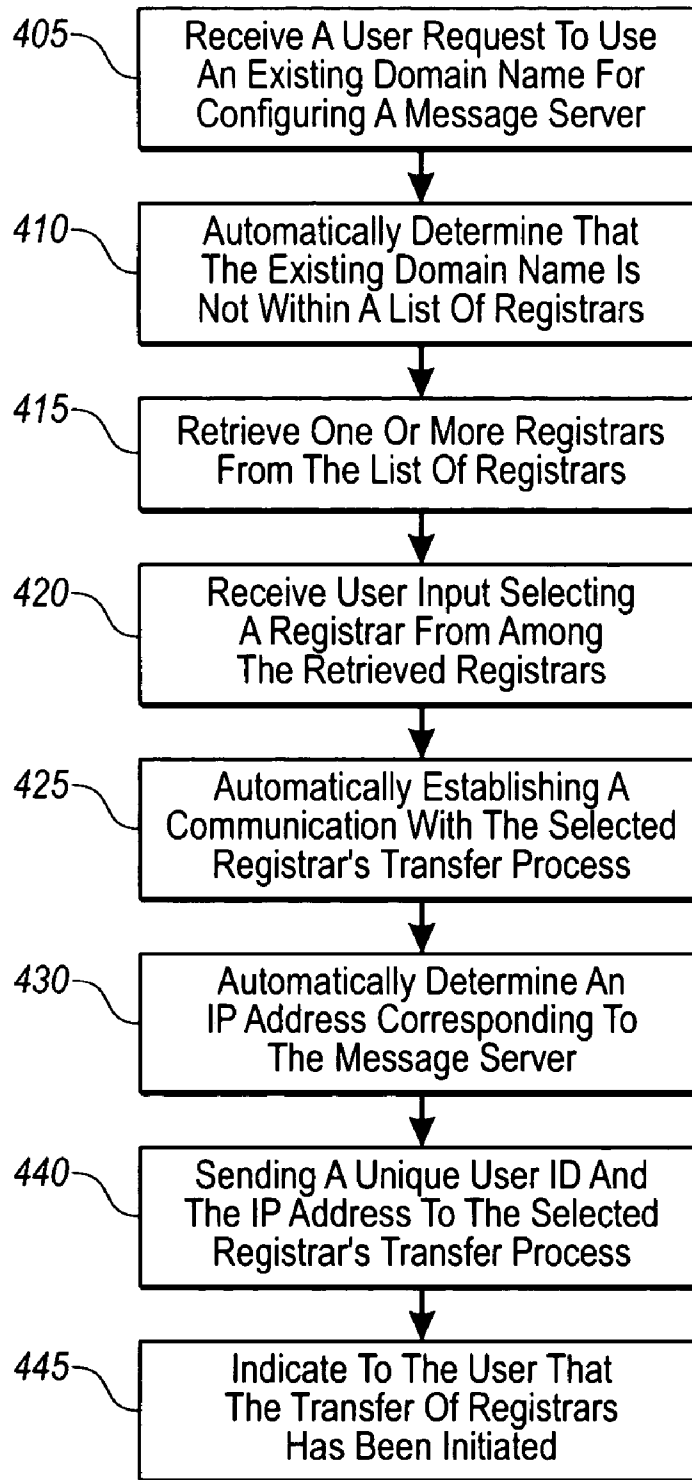 405
Receive A User Request To Use
An Existing Domain Name For
Configuring A Message Server
410
Automatically Determine That
The Existing Domain Name Is
Not Within A List Of Registrars
415
Retrieve One Or More Registrars
From The List Of Registrars
420
Receive User Input Selecting
A Registrar From Among
The Retrieved Registrars
425
Automatically Establishing A
Communication With The Selected
Registrar's Transfer Process
430
Automatically Determine An
IP Address Corresponding To
The Message Server
440
Sending A Unique User ID And
The IP Address To The Selected
Registrar's Transfer Process
445
Indicate To The User That
The Transfer Of Registrars
Has Been Initiated